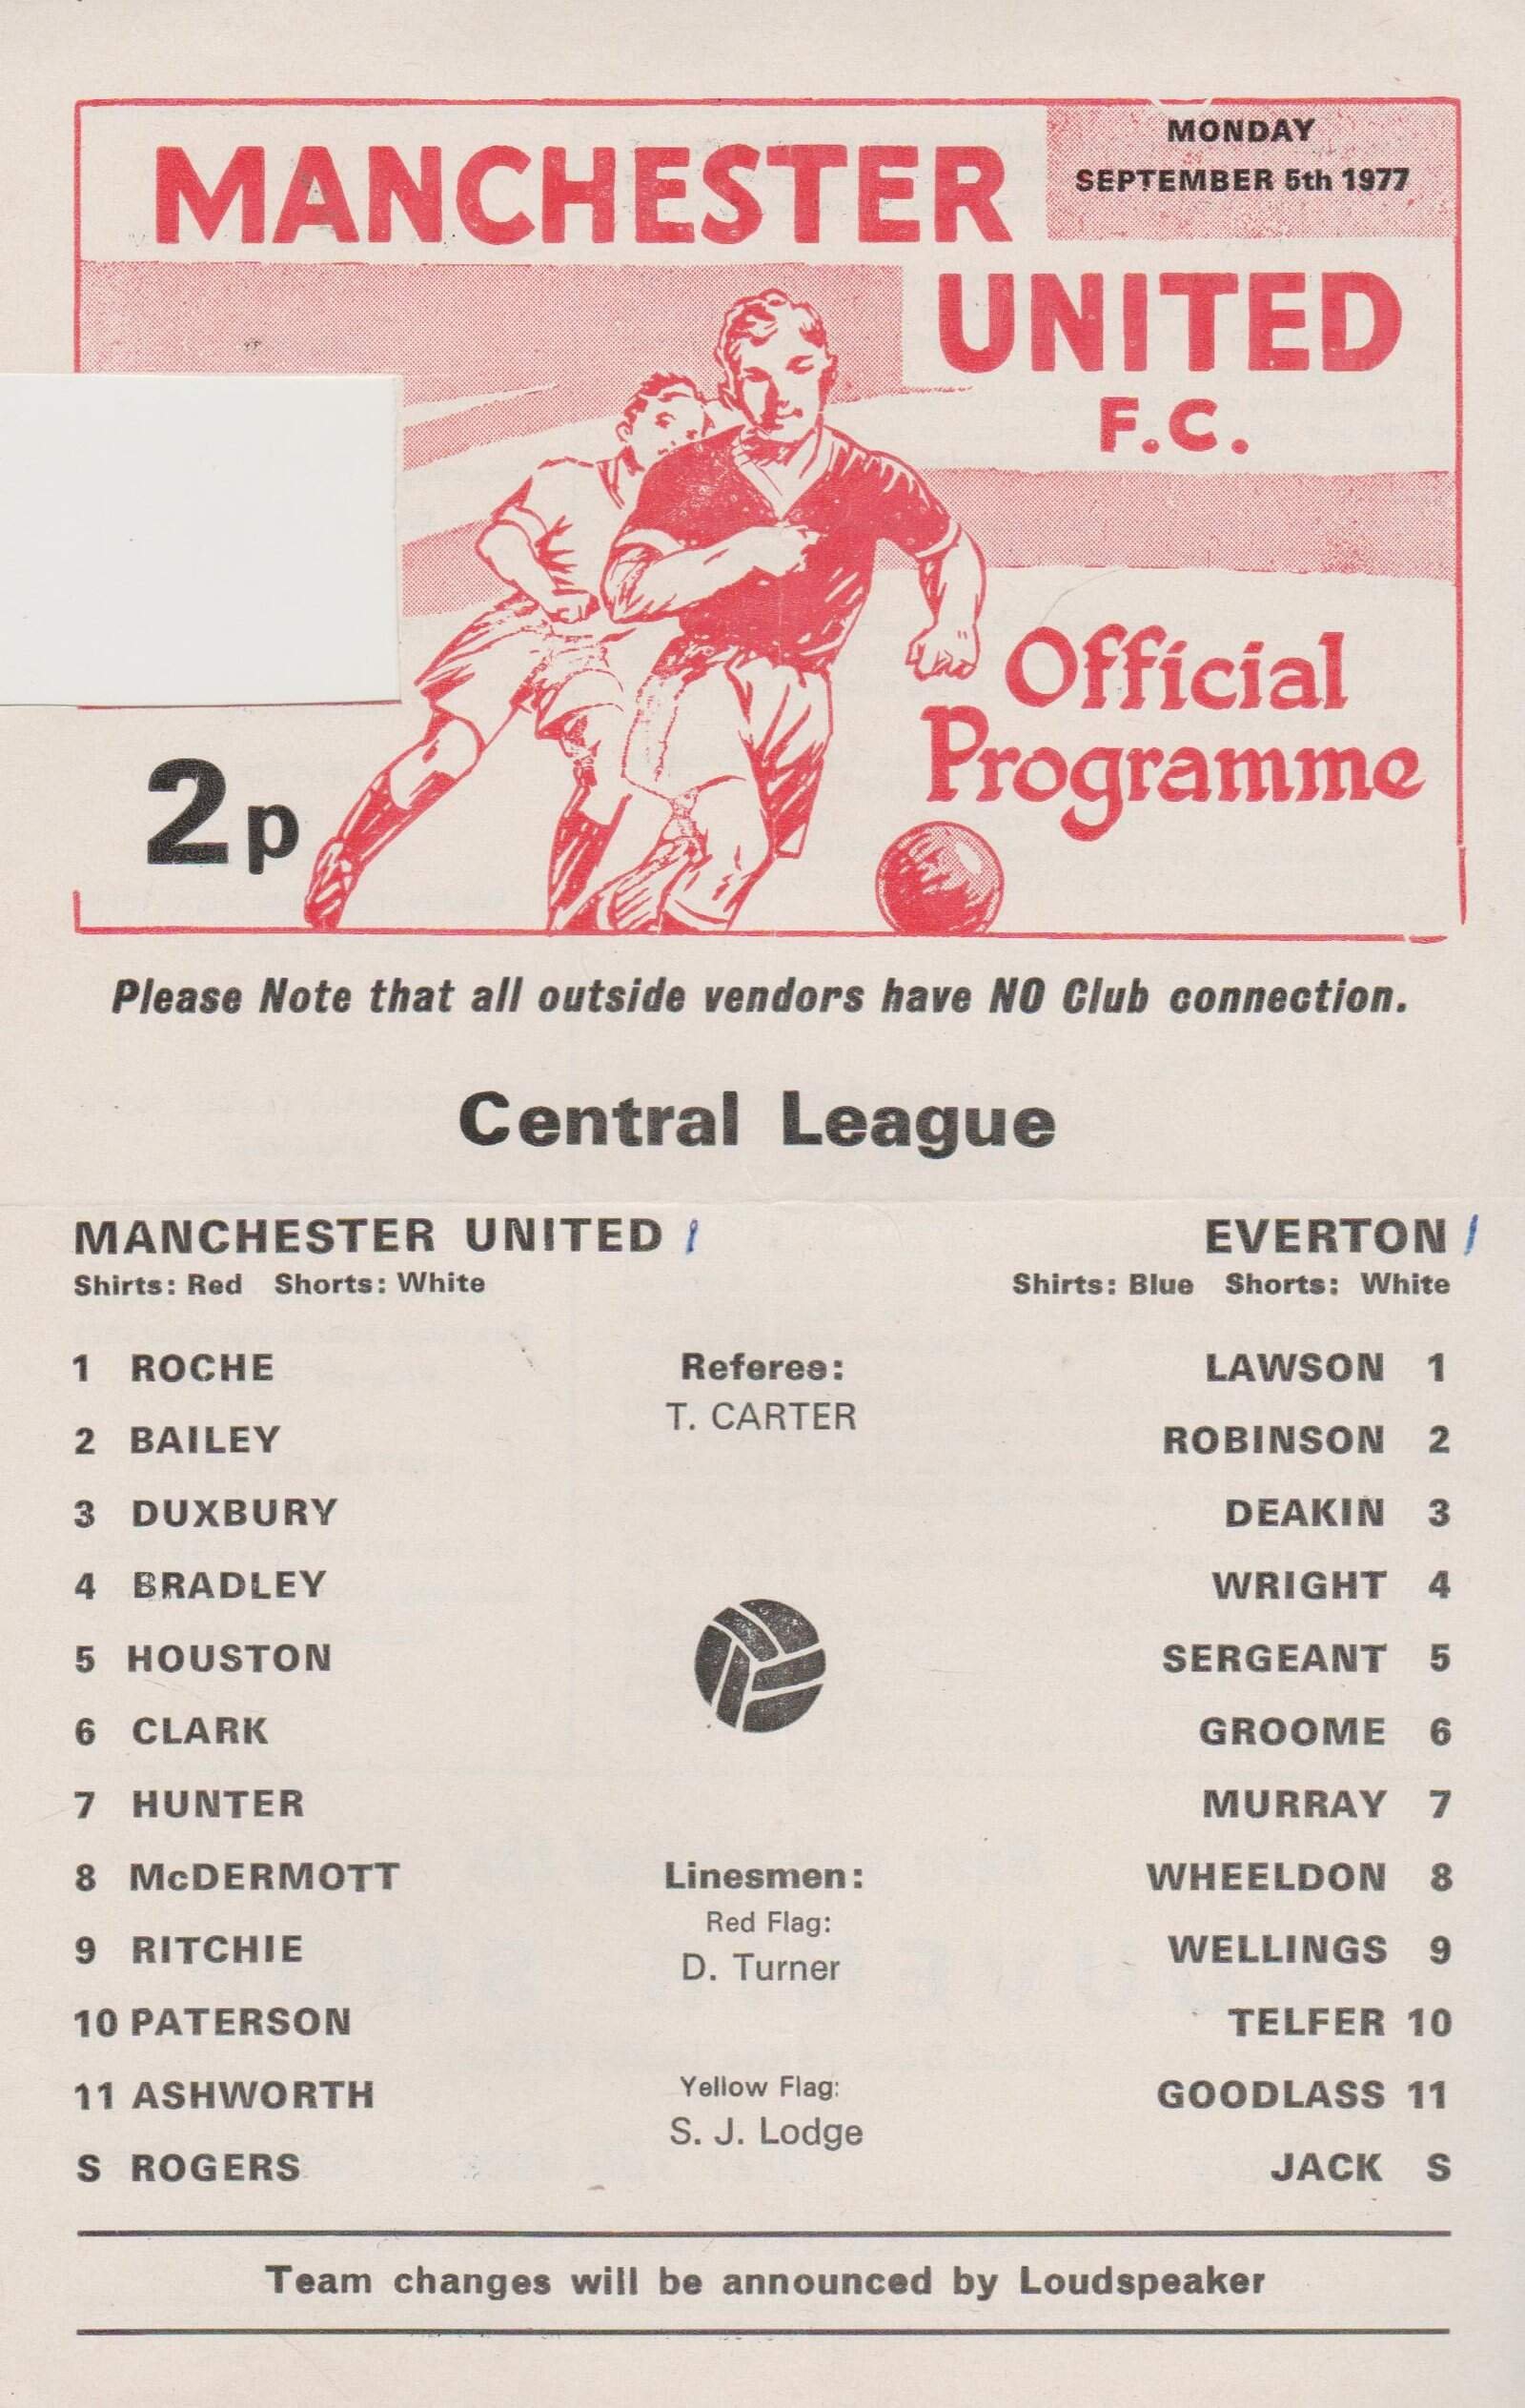 MONDAY
SEPTEMBER 5th 1977
MANCHESTER
UNITED
F.C.
Official
Programme
2p
Please Note that all outside vendors have NO Club connection.
Central League
MANCHESTER UNITED 1
EVERTON 1
Shirts: Red Shorts: White
Shirts: Blue Shorts: White
1 ROCHE
Referee:
LAWSON 1
T. CARTER
2 BAILEY
ROBINSON 2
3 DUXBURY
DEAKIN 3
4 BRADLEY
WRIGHT 4
5 HOUSTON
SERGEANT 5
6 CLARK
GROOME 6
7 HUNTER
MURRAY 7
8 McDERMOTT
Linesmen:
WHEELDON 8
Red Flag:
9 RITCHIE
D. Turner
WELLINGS 9
10 PATERSON
TELFER 10
11 ASHWORTH
Yellow Flag:
GOODLASS 11
S. J. Lodge
S ROGERS
JACK S
Team changes will be announced by Loudspeaker